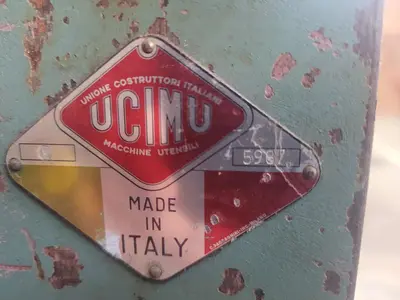 UNIONE COSTRUTTORI ITALIANI
UCIMU
MACCHINE UTENSILI
MADE
IN
ITALY